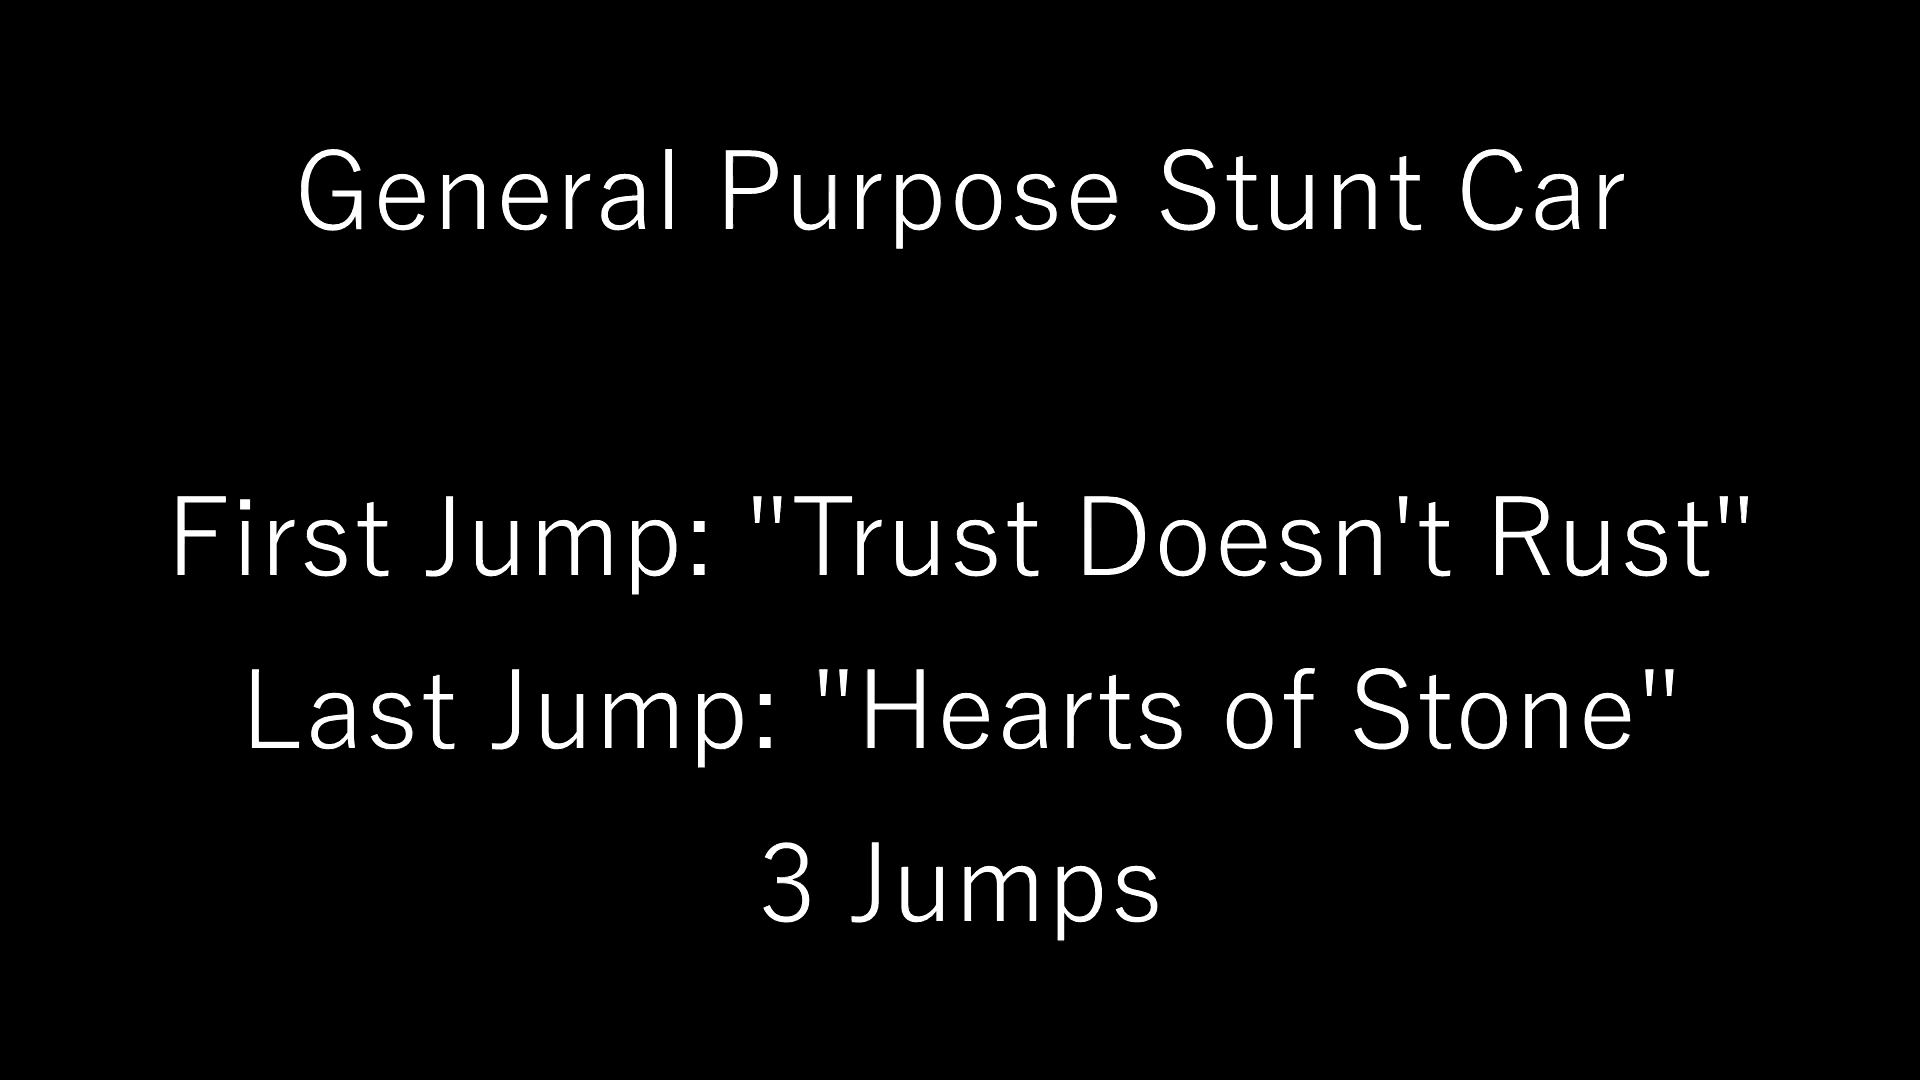 General Purpose Stunt Car
First Jump: "Trust Doesn't Rust"
Last Jump: "Hearts of Stone"
3 Jumps